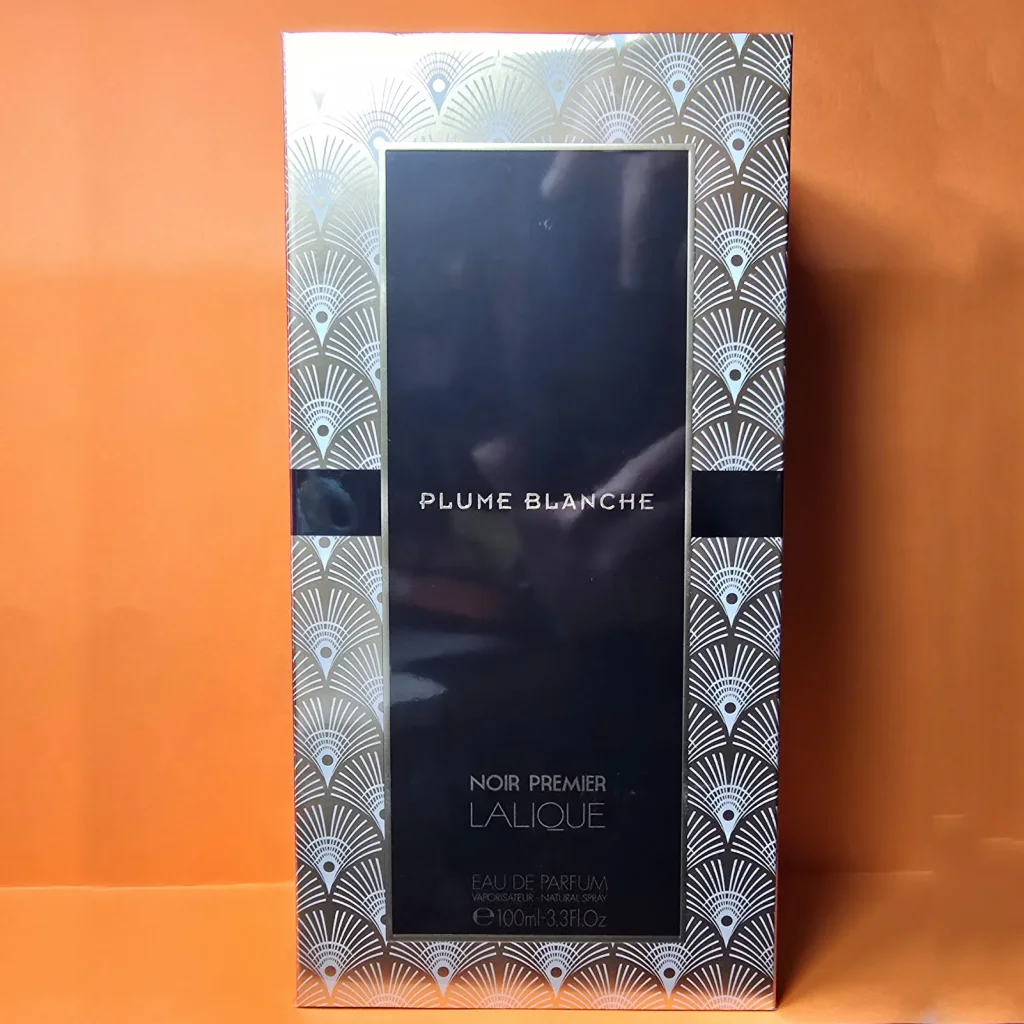 PLUME BLANCHE
NOIR PREMIER
LALIQUE
EAU DE PARFUM
VAPORISATEUR - NATURAL SPRAY
℮100ml-3.3Fl.Oz